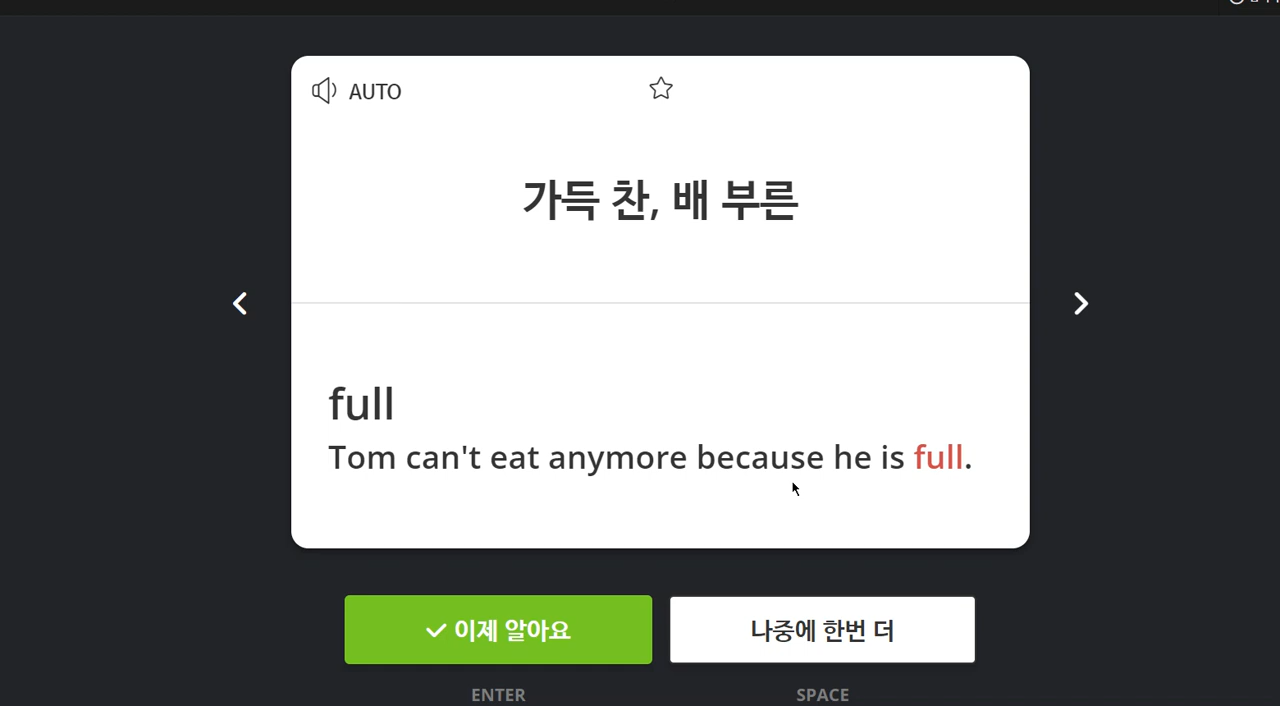 AUTO
가득 찬, 배 부른
full
Tom can't eat anymore because he is full.
이제 알아요
나중에 한번 더
ENTER
SPACE